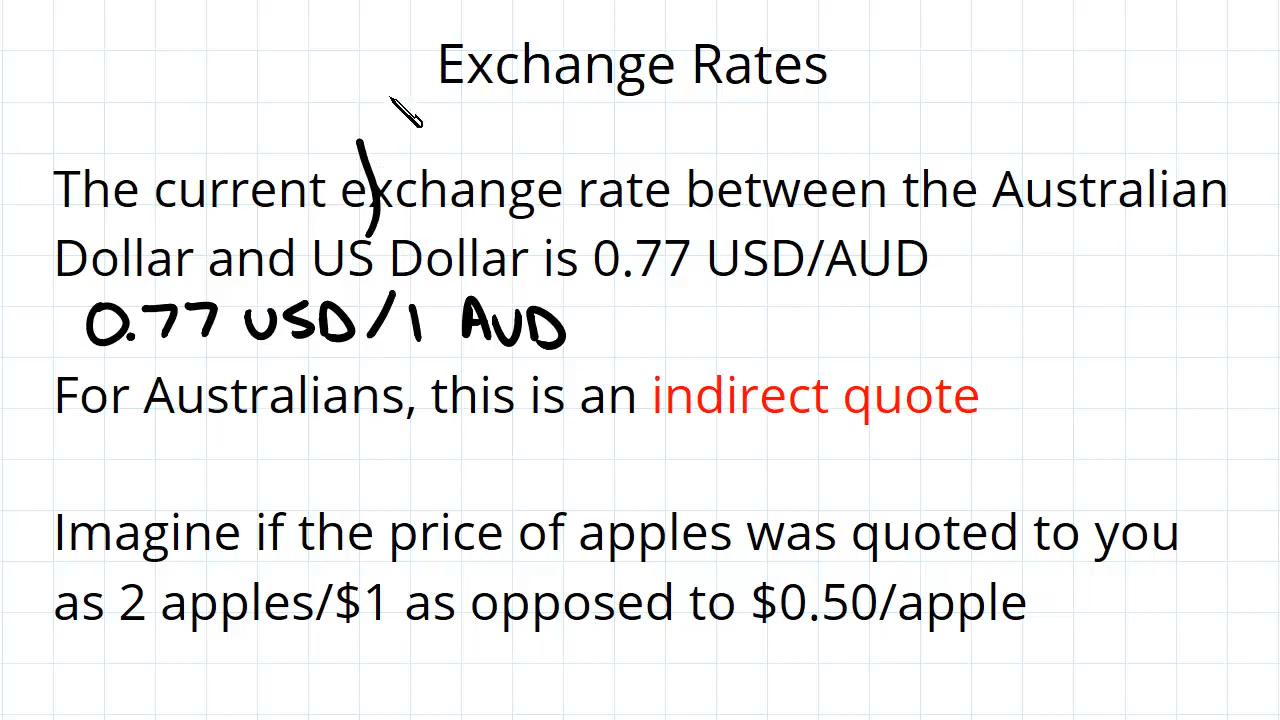 Exchange Rates
The current exchange rate between the Australian
Dollar and US Dollar is 0.77 USD/AUD
0.77 USD/1 AUD
For Australians, this is an indirect quote
Imagine if the price of apples was quoted to you
as 2 apples/$1 as opposed to $0.50/apple